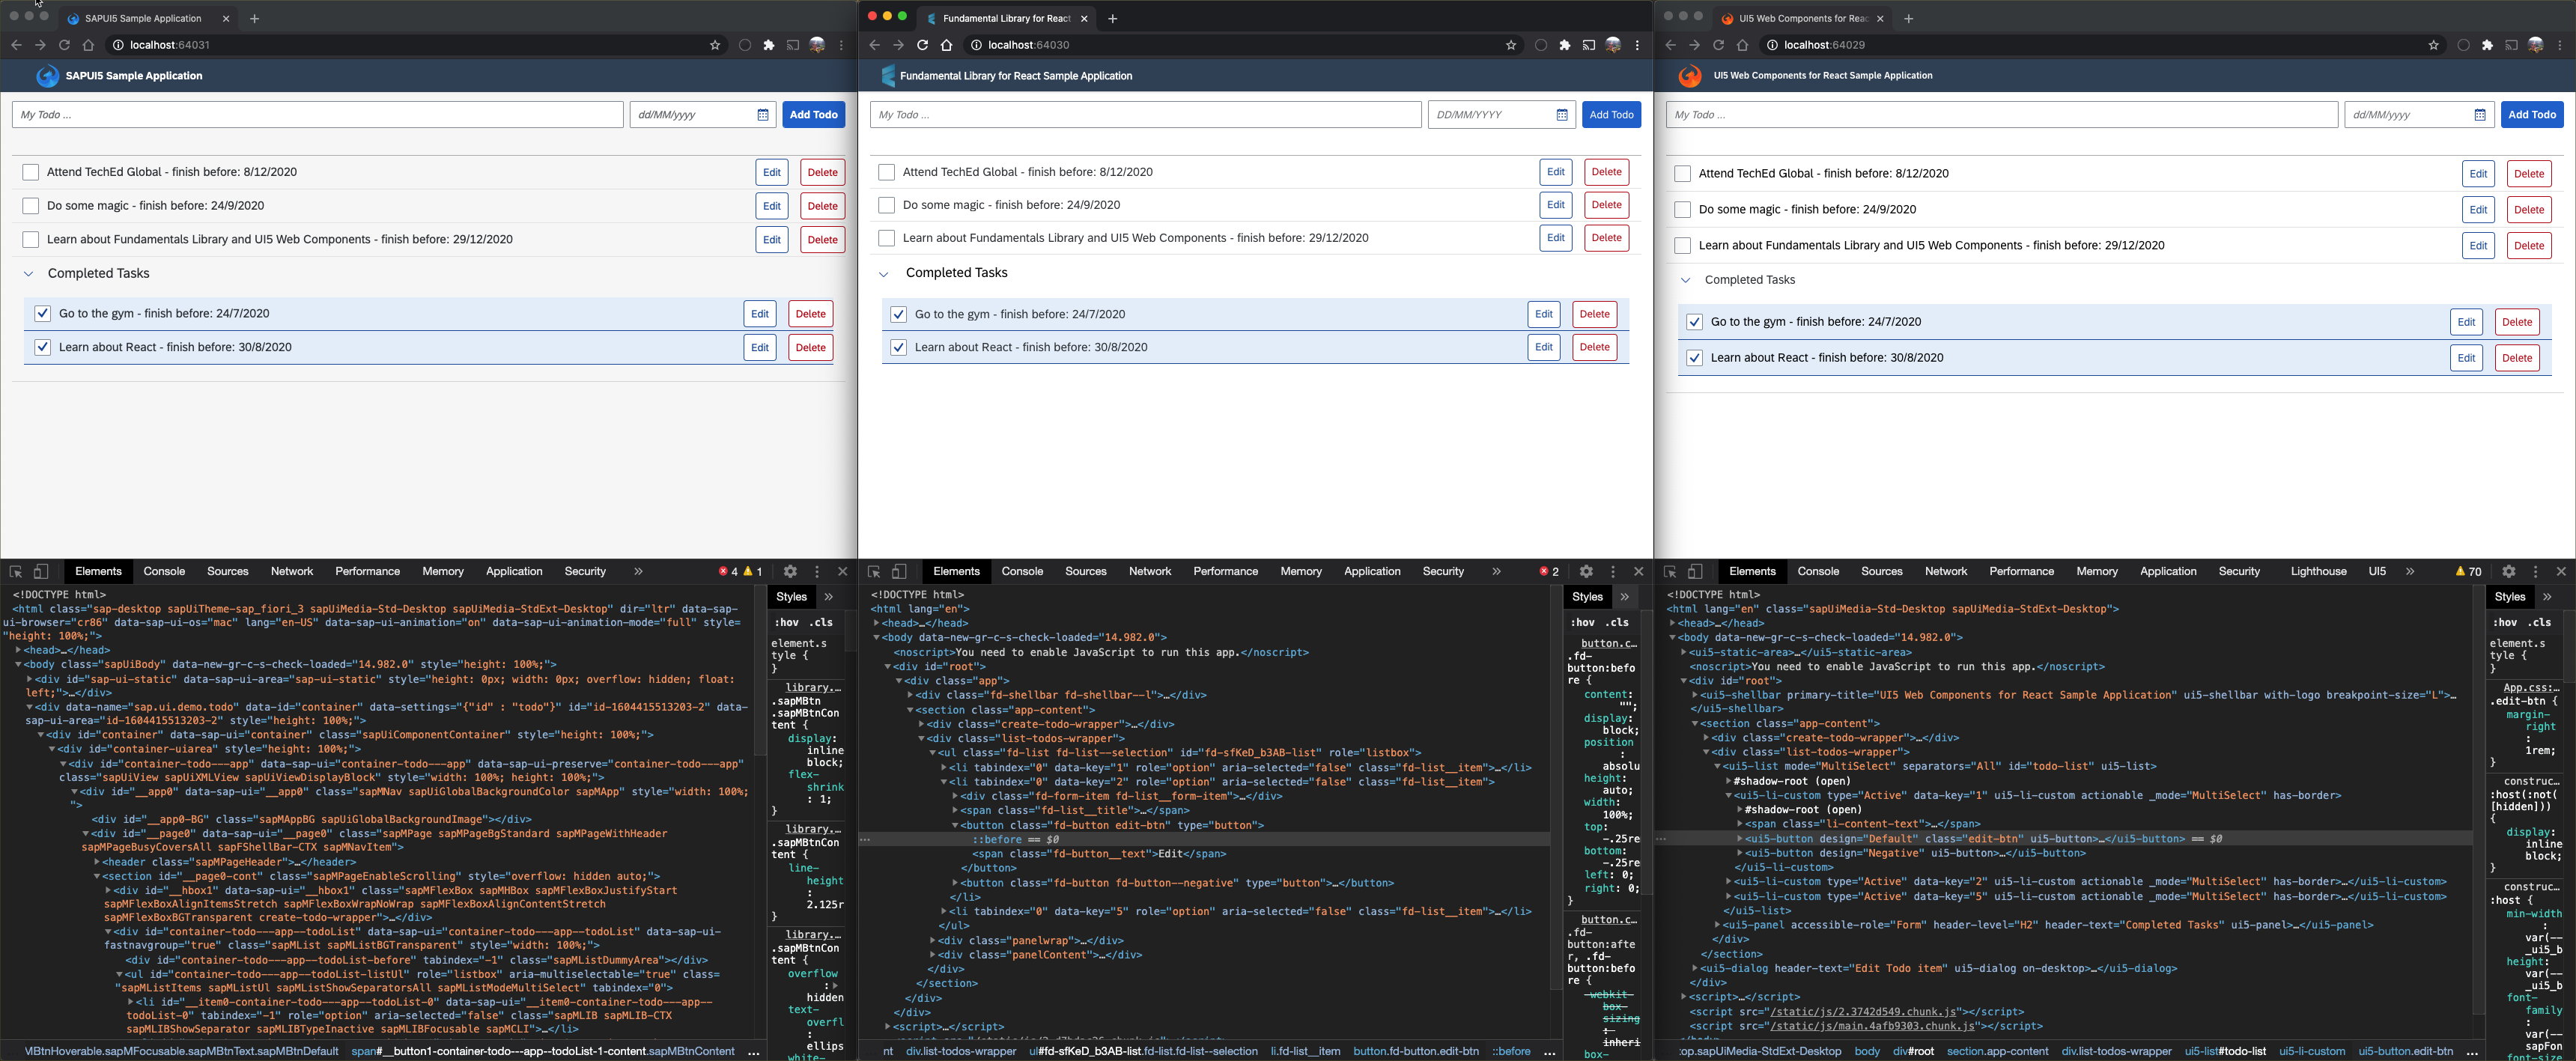 SAPUI5 Sample Application
localhost:64031
SAPUI5 Sample Application
My Todo ...
dd/MM/yyyy
Add Todo
Attend TechEd Global - finish before: 8/12/2020
Edit
Delete
Do some magic - finish before: 24/9/2020
Edit
Delete
Learn about Fundamentals Library and UI5 Web Components - finish before: 29/12/2020
Edit
Delete
Completed Tasks
Go to the gym - finish before: 24/7/2020
Edit
Delete
Learn about React - finish before: 30/8/2020
Edit
Delete
Elements Console Sources Network Performance Memory Application Security » 4 1
<!DOCTYPE html>
<html class="sap-desktop sapUiTheme-sap_fiori_3 sapUiMedia-Std-Desktop sapUiMedia-StdExt-Desktop" dir="ltr" data-sap-
ui-browser="cr86" data-sap-ui-os="mac" lang="en-US" data-sap-ui-animation="on" data-sap-ui-animation-mode="full" style=
"height: 100%;">
<head>…</head>
<body class="sapUiBody" data-new-gr-c-s-check-loaded="14.982.0" style="height: 100%;">
<div id="sap-ui-static" data-sap-ui-area="sap-ui-static" style="height: 0px; width: 0px; overflow: hidden; float:
left;">…</div>
<div data-name="sap.ui.demo.todo" data-id="container" data-settings="{"id" : "todo"}" id="id-1604415513203-2" data-
sap-ui-area="id-1604415513203-2" style="height: 100%;">
<div id="container" data-sap-ui="container" class="sapUiComponentContainer" style="height: 100%;">
<div id="container-uiarea" style="height: 100%;">
<div id="container-todo---app" data-sap-ui="container-todo---app" data-sap-ui-preserve="container-todo---app"
class="sapUiView sapUiXMLView sapUiViewDisplayBlock" style="width: 100%; height: 100%;">
<div id="__app0" data-sap-ui="__app0" class="sapMNav sapUiGlobalBackgroundColor sapMApp" style="width: 100%;
">
<div id="__app0-BG" class="sapMAppBG sapUiGlobalBackgroundImage"></div>
<div id="__page0" data-sap-ui="__page0" class="sapMPage sapMPageBgStandard sapMPageWithHeader
sapMPageBusyCoversAll sapFShellBar-CTX sapMNavItem">
<header class="sapMPageHeader">…</header>
<section id="__page0-cont" class="sapMPageEnableScrolling" style="overflow: hidden auto;">
<div id="__hbox1" data-sap-ui="__hbox1" class="sapMFlexBox sapMHBox sapMFlexBoxJustifyStart
sapMFlexBoxAlignItemsStretch sapMFlexBoxWrapNoWrap sapMFlexBoxAlignContentStretch
sapMFlexBoxBGTransparent create-todo-wrapper">…</div>
<div id="container-todo---app--todoList" data-sap-ui="container-todo---app--todoList" data-sap-ui-
fastnavgroup="true" class="sapMList sapMListBGTransparent" style="width: 100%;">
<div id="container-todo---app--todoList-before" tabindex="-1" class="sapMListDummyArea"></div>
<ul id="container-todo---app--todoList-listUl" role="listbox" aria-multiselectable="true" class=
"sapMListItems sapMListUl sapMListShowSeparatorsAll sapMListModeMultiSelect" tabindex="0">
<li id="__item0-container-todo---app--todoList-0" data-sap-ui="__item0-container-todo---app--
todoList-0" tabindex="-1" role="option" aria-selected="false" class="sapMLIB sapMLIB-CTX
sapMLIBShowSeparator sapMLIBTypeInactive sapMLIBFocusable sapMCLI">…</li>
MBtnHoverable.sapMFocusable.sapMBtnText.sapMBtnDefault span#__button1-container-todo---app--todoList-1-content.sapMBtnContent ...
Styles »
:hov .cls
element.s
tyle {
}
library.…
.sapMBtn
.sapMBtnCon
tent {
display:
inline
block;
flex-
shrink
: 1;
}
library.…
.sapMBtnCon
tent {
line-
height
:
2.125r
}
library.…
.sapMBtnCon
tent {
overflow
:
hidden
text-
overfl
:
ellips
white-
Fundamental Library for React
localhost:64030
Fundamental Library for React Sample Application
My Todo ...
DD/MM/YYYY
Add Todo
Attend TechEd Global - finish before: 8/12/2020
Edit
Delete
Do some magic - finish before: 24/9/2020
Edit
Delete
Learn about Fundamentals Library and UI5 Web Components - finish before: 29/12/2020
Edit
Delete
Completed Tasks
Go to the gym - finish before: 24/7/2020
Edit
Delete
Learn about React - finish before: 30/8/2020
Edit
Delete
Elements Console Sources Network Performance Memory Application Security » 2
<!DOCTYPE html>
<html lang="en">
<head>…</head>
<body data-new-gr-c-s-check-loaded="14.982.0">
<noscript>You need to enable JavaScript to run this app.</noscript>
<div id="root">
<div class="app">
<div class="fd-shellbar fd-shellbar--l">…</div>
<section class="app-content">
<div class="create-todo-wrapper">…</div>
<div class="list-todos-wrapper">
<ul class="fd-list fd-list--selection" id="fd-sfKeD_b3AB-list" role="listbox">
<li tabindex="0" data-key="1" role="option" aria-selected="false" class="fd-list__item">…</li>
<li tabindex="0" data-key="2" role="option" aria-selected="false" class="fd-list__item">
<div class="fd-form-item fd-list__form-item">…</div>
<span class="fd-list__title">…</span>
<button class="fd-button edit-btn" type="button">
::before == $0
<span class="fd-button__text">Edit</span>
</button>
<button class="fd-button fd-button--negative" type="button">…</button>
</li>
<li tabindex="0" data-key="5" role="option" aria-selected="false" class="fd-list__item">…</li>
</ul>
<div class="panelwrap">…</div>
<div class="panelContent">…</div>
</div>
</section>
</div>
</div>
<script>…</script>
nt div.list-todos-wrapper ul#fd-sfKeD_b3AB-list.fd-list.fd-list--selection li.fd-list__item button.fd-button.edit-btn ::before ...
Styles »
:hov .cls
button.c…
.fd-
button:befo
re {
content:
"";
display:
block;
position
:
absolu
height:
auto;
width:
100%;
top:
-.25re
bottom:
-.25re
left: 0;
right: 0;
}
button.c…
.fd-
button:afte
r, .fd-
button:befo
re {
-webkit-
box-
sizing
:
inheri
box-
UI5 Web Components for Reac
localhost:64029
UI5 Web Components for React Sample Application
My Todo ...
dd/MM/yyyy
Add Todo
Attend TechEd Global - finish before: 8/12/2020
Edit
Delete
Do some magic - finish before: 24/9/2020
Edit
Delete
Learn about Fundamentals Library and UI5 Web Components - finish before: 29/12/2020
Edit
Delete
Completed Tasks
Go to the gym - finish before: 24/7/2020
Edit
Delete
Learn about React - finish before: 30/8/2020
Edit
Delete
Elements Console Sources Network Performance Memory Application Security Lighthouse UI5 » 70
<!DOCTYPE html>
<html lang="en" class="sapUiMedia-Std-Desktop sapUiMedia-StdExt-Desktop">
<head>…</head>
<body data-new-gr-c-s-check-loaded="14.982.0">
<ui5-static-area>…</ui5-static-area>
<noscript>You need to enable JavaScript to run this app.</noscript>
<div id="root">
<ui5-shellbar primary-title="UI5 Web Components for React Sample Application" ui5-shellbar with-logo breakpoint-size="L">…
</ui5-shellbar>
<section class="app-content">
<div class="create-todo-wrapper">…</div>
<div class="list-todos-wrapper">
<ui5-list mode="MultiSelect" separators="All" id="todo-list" ui5-list>
#shadow-root (open)
<ui5-li-custom type="Active" data-key="1" ui5-li-custom actionable _mode="MultiSelect" has-border>
#shadow-root (open)
<span class="li-content-text">…</span>
<ui5-button design="Default" class="edit-btn" ui5-button>…</ui5-button> == $0
<ui5-button design="Negative" ui5-button>…</ui5-button>
</ui5-li-custom>
<ui5-li-custom type="Active" data-key="2" ui5-li-custom actionable _mode="MultiSelect" has-border>…</ui5-li-custom>
<ui5-li-custom type="Active" data-key="5" ui5-li-custom actionable _mode="MultiSelect" has-border>…</ui5-li-custom>
</ui5-list>
<ui5-panel accessible-role="Form" header-level="H2" header-text="Completed Tasks" ui5-panel>…</ui5-panel>
</div>
</section>
<ui5-dialog header-text="Edit Todo item" ui5-dialog on-desktop>…</ui5-dialog>
</div>
<script>…</script>
<script src="/static/js/2.3742d549.chunk.js"></script>
<script src="/static/js/main.4afb9303.chunk.js"></script>
:op.sapUiMedia-StdExt-Desktop body div#root section.app-content div.list-todos-wrapper ui5-list#todo-list ui5-li-custom ui5-button.edit-btn ...
Styles »
:hov .cls
element.s
tyle {
}
App.css:…
.edit-btn {
margin-
right
:
1rem;
}
construc…
:host(:not(
[hidden]))
{
display:
inline
block;
}
construc…
:host {
min-width
:
var(--
_ui5_b
height:
var(--
_ui5_b
font-
family
:
var(--
sapFon
font-size